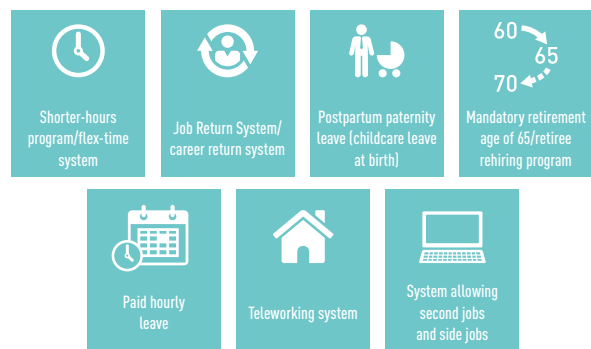 Shorter-hours
program/flex-time
system
Job Return System/
career return system
Postpartum paternity
leave (childcare leave
at birth)
60
65
70
Mandatory retirement
age of 65/retiree
rehiring program
Paid hourly
leave
Teleworking system
System allowing
second jobs
and side jobs